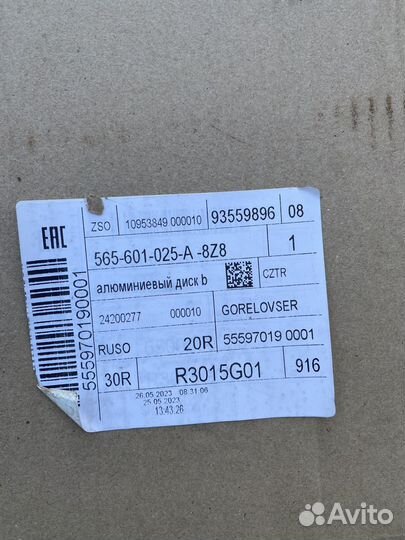 ZSO 10953849 000010 93559896 08
565-601-025-A -8Z8 1
алюминиевый диск b CZTR
24200277 000010 GORELOVSER
RUSO 20R 55597019 0001
30R R3015G01 916
26.05.2023 08:31:06
25.05.2023
13:43:26
EAC
555970190001
Avito